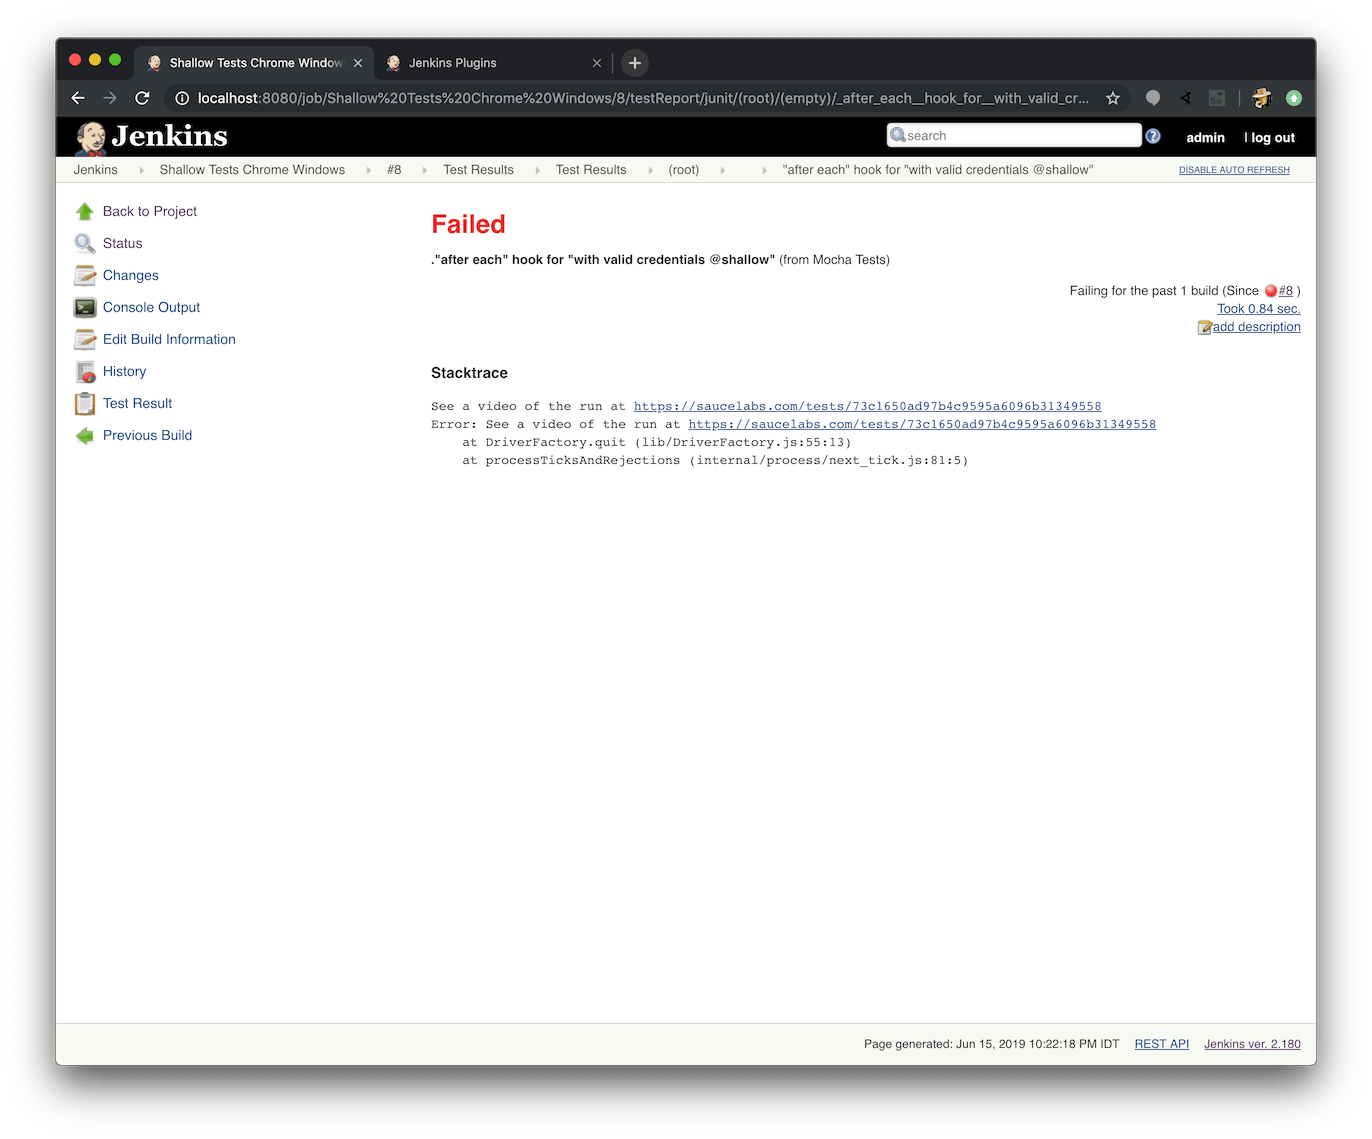 Shallow Tests Chrome Window
Jenkins Plugins
localhost:8080/job/Shallow%20Tests%20Chrome%20Windows/8/testReport/junit/(root)/(empty)/_after_each__hook_for__with_valid_cr...
Jenkins
search
admin
| log out
Jenkins
Shallow Tests Chrome Windows
#8
Test Results
Test Results
(root)
"after each" hook for "with valid credentials @shallow"
DISABLE AUTO REFRESH
Back to Project
Status
Changes
Console Output
Edit Build Information
History
Test Result
Previous Build
Failed
."after each" hook for "with valid credentials @shallow" (from Mocha Tests)
Failing for the past 1 build (Since #8 )
Took 0.84 sec.
add description
Stacktrace
See a video of the run at https://saucelabs.com/tests/73c1650ad97b4c9595a6096b31349558
Error: See a video of the run at https://saucelabs.com/tests/73c1650ad97b4c9595a6096b31349558
at DriverFactory.quit (lib/DriverFactory.js:55:13)
at processTicksAndRejections (internal/process/next_tick.js:81:5)
Page generated: Jun 15, 2019 10:22:18 PM IDT
REST API
Jenkins ver. 2.180